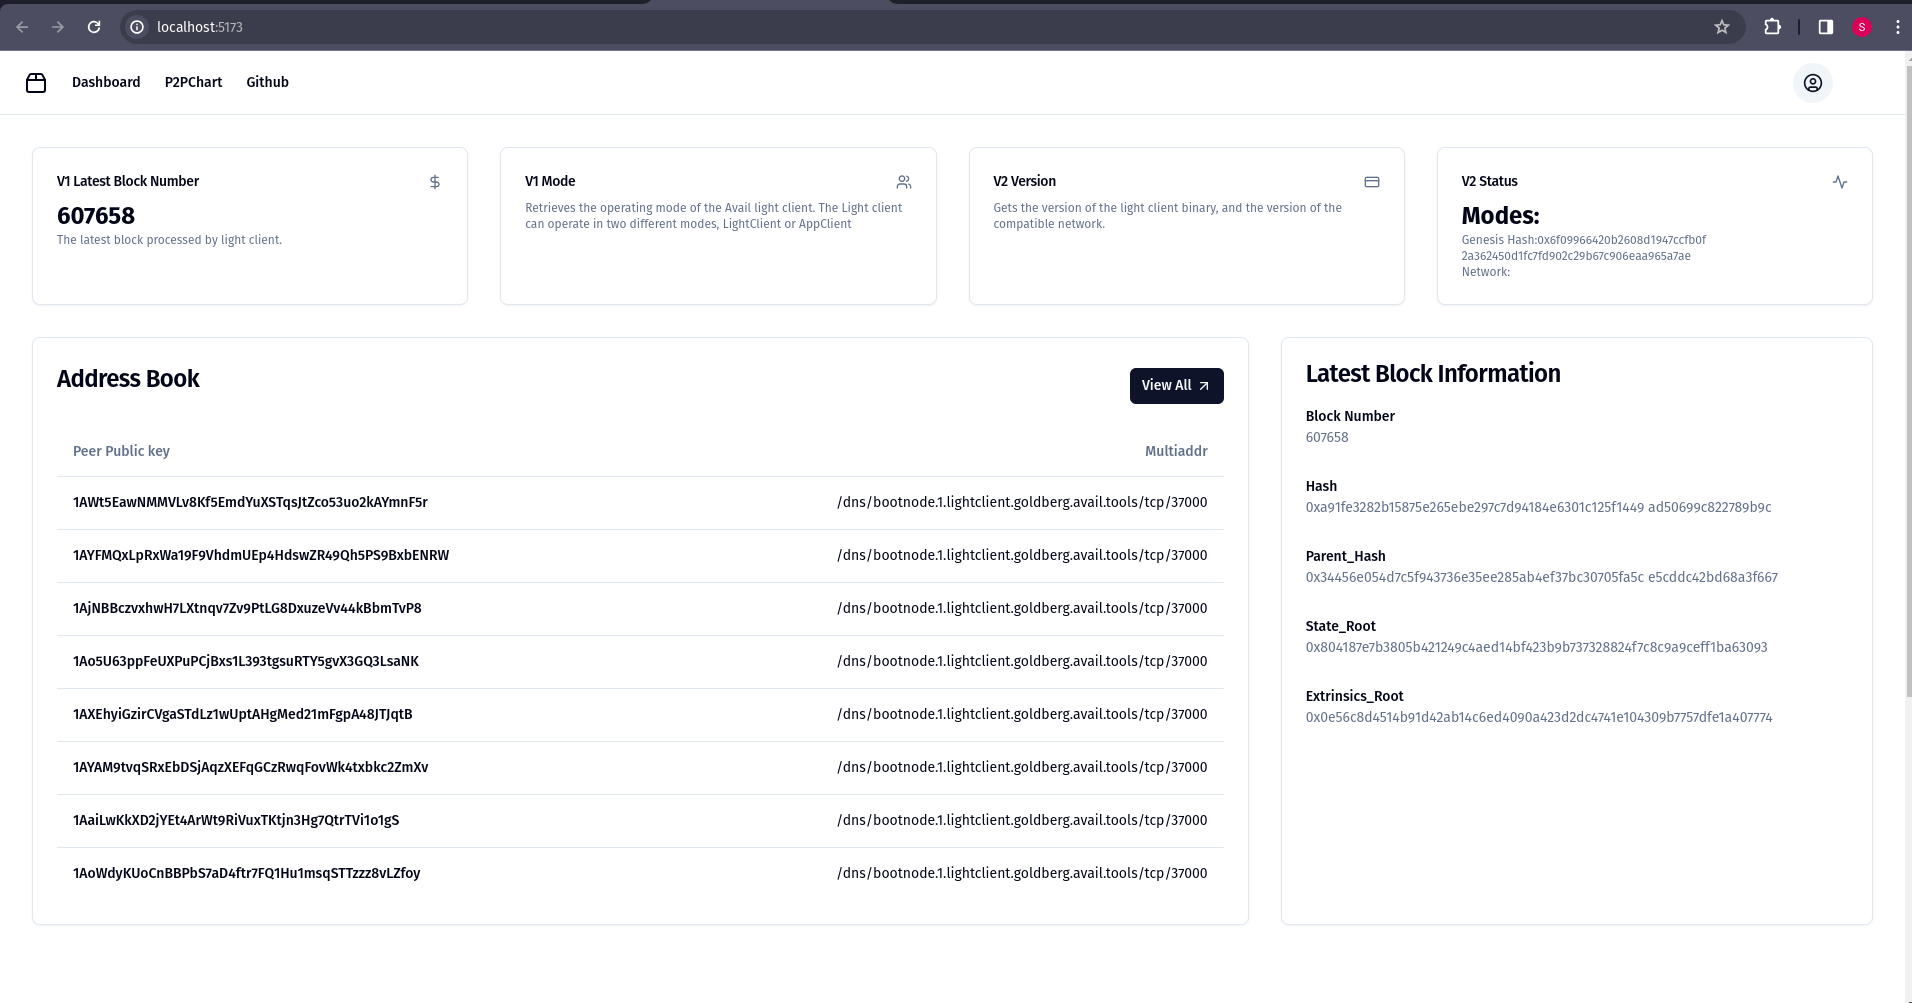 localhost:5173
S
Dashboard P2PChart Github
V1 Latest Block Number
607658
The latest block processed by light client.
V1 Mode
Retrieves the operating mode of the Avail light client. The Light client
can operate in two different modes, LightClient or AppClient
V2 Version
Gets the version of the light client binary, and the version of the
compatible network.
V2 Status
Modes:
Genesis Hash:0x6f09966420b2608d1947ccfb0f
2a362450d1fc7fd902c29b67c906eaa965a7ae
Network:
Address Book
View All
Peer Public key Multiaddr
1AWt5EawNMMVLv8Kf5EmdYuXSTqsJtZco53uo2kAYmnF5r /dns/bootnode.1.lightclient.goldberg.avail.tools/tcp/37000
1AYFMQxLpRxWa19F9VhdmUEp4HdswZR49Qh5PS9BxbENRW /dns/bootnode.1.lightclient.goldberg.avail.tools/tcp/37000
1AjNBBczvxhwH7LXtnqv7Zv9PtLG8DxuzeVv44kBbmTvP8 /dns/bootnode.1.lightclient.goldberg.avail.tools/tcp/37000
1Ao5U63ppFeUXPuPCjBxs1L393tgsuRTY5gvX3GQ3LsaNK /dns/bootnode.1.lightclient.goldberg.avail.tools/tcp/37000
1AXEhyiGzirCVgaSTdLz1wUptAHgMed21mFgpA48JTJqtB /dns/bootnode.1.lightclient.goldberg.avail.tools/tcp/37000
1AYAM9tvqSRxEbDSjAqzXEFqGCzRwqFovWk4txbkc2ZmXv /dns/bootnode.1.lightclient.goldberg.avail.tools/tcp/37000
1AaiLwKkXD2jYEt4ArWt9RiVuxTKtjn3Hg7QtrTVi1o1gS /dns/bootnode.1.lightclient.goldberg.avail.tools/tcp/37000
1AoWdyKUoCnBBPbS7aD4ftr7FQ1Hu1msqSTTzzz8vLZfoy /dns/bootnode.1.lightclient.goldberg.avail.tools/tcp/37000
Latest Block Information
Block Number
607658
Hash
0xa91fe3282b15875e265ebe297c7d94184e6301c125f1449 ad50699c822789b9c
Parent_Hash
0x34456e054d7c5f943736e35ee285ab4ef37bc30705fa5c e5cddc42bd68a3f667
State_Root
0x804187e7b3805b421249c4aed14bf423b9b737328824f7c8c9a9ceff1ba63093
Extrinsics_Root
0x0e56c8d4514b91d42ab14c6ed4090a423d2dc4741e104309b7757dfe1a407774